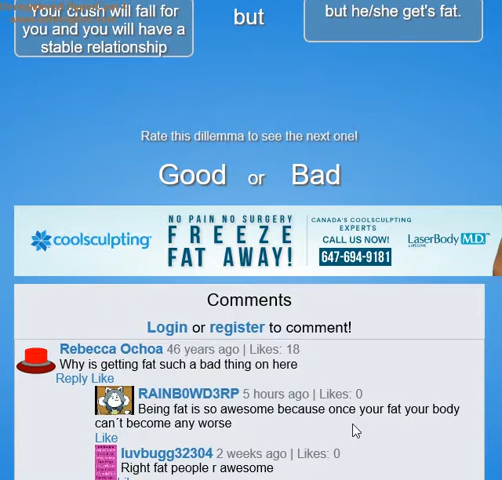 Your crush will fall for
you and you will have a
stable relationship
but
but he/she get's fat.
Rate this dillemma to see the next one!
Good or Bad
coolsculpting
NO PAIN NO SURGERY
FREEZE
FAT AWAY!
CANADA'S COOLSCULPTING
EXPERTS
CALL US NOW!
647-694-9181
LaserBody M.D.
Comments
Login or register to comment!
Rebecca Ochoa 46 years ago | Likes: 18
Why is getting fat such a bad thing on here
Reply Like
RAINB0WD3RP 5 hours ago | Likes: 0
Being fat is so awesome because once your fat your body
can´t become any worse
Like
luvbugg32304 2 weeks ago | Likes: 0
Right fat people r awesome